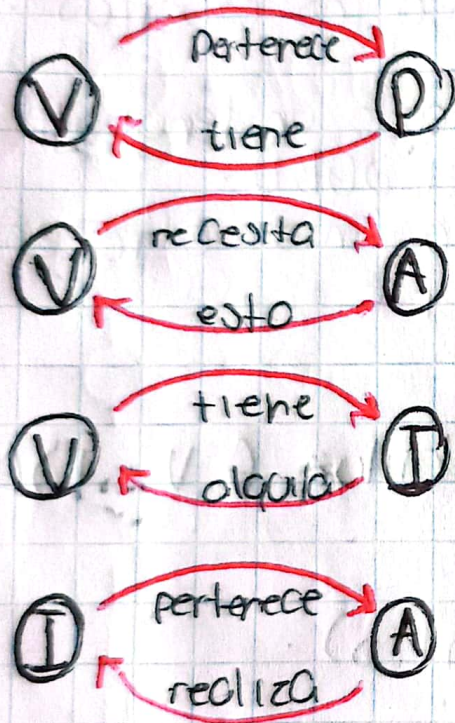 pertenece
V P
tiene
necesita
V A
esta
tiene
V I
alquila
pertenece
I A
realiza